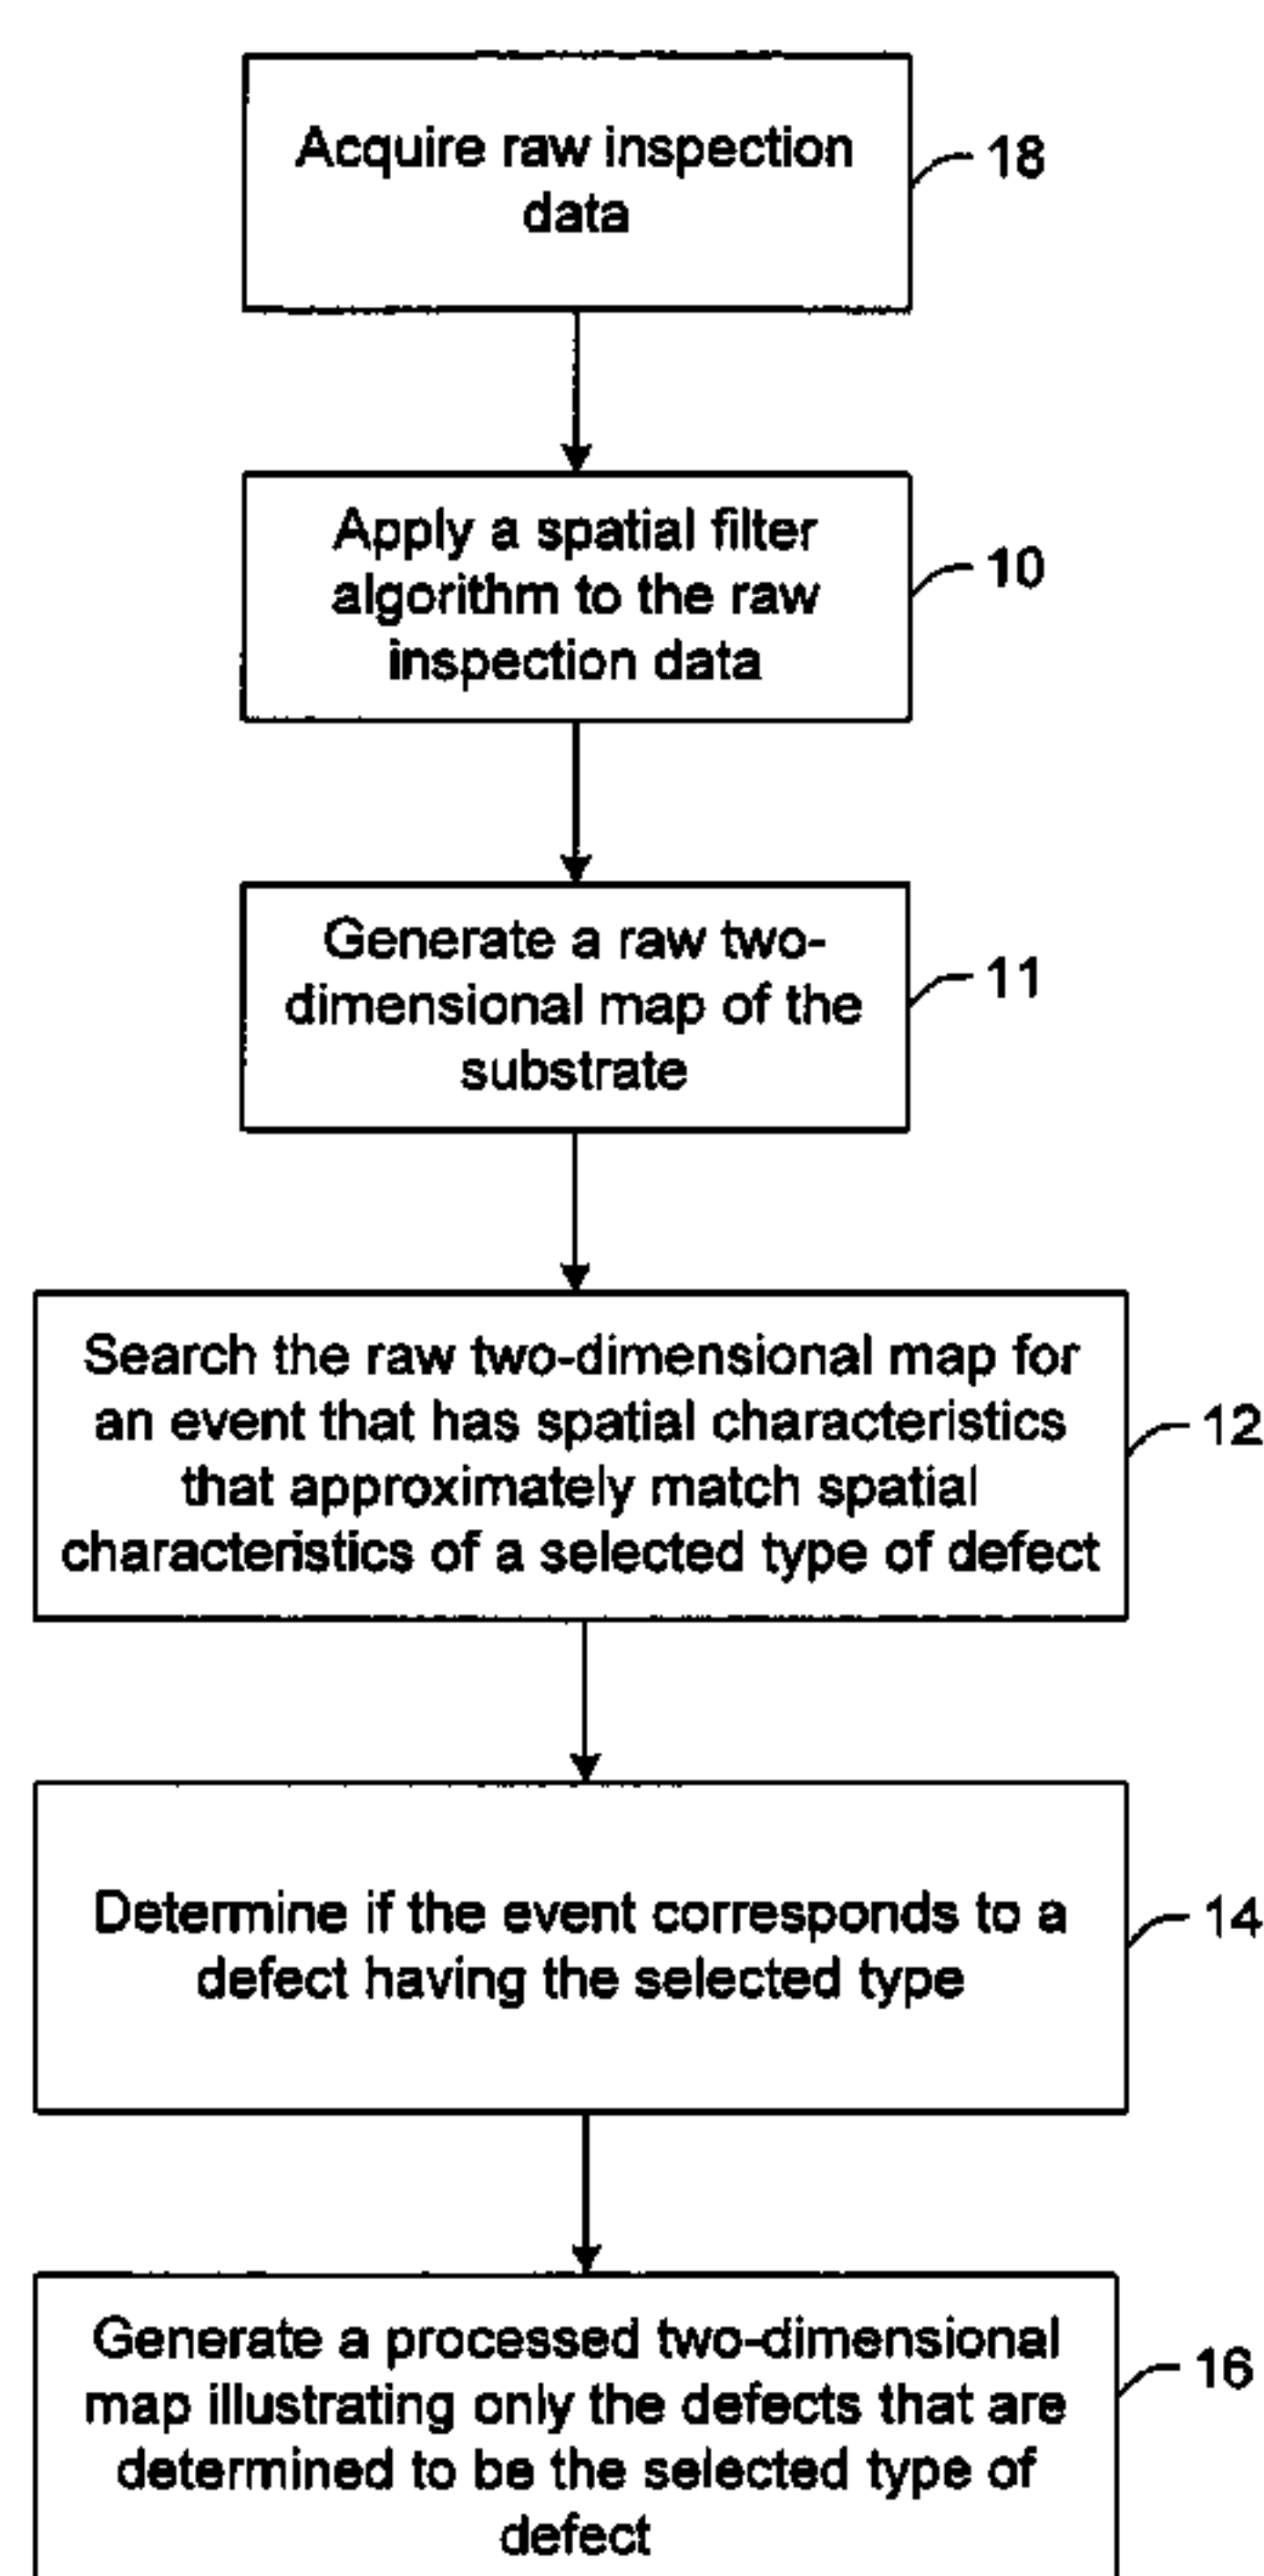 Acquire raw inspection
data
18
Apply a spatial filter
algorithm to the raw
inspection data
10
Generate a raw two-
dimensional map of the
substrate
11
Search the raw two-dimensional map for
an event that has spatial characteristics
that approximately match spatial
characteristics of a selected type of defect
12
Determine if the event corresponds to a
defect having the selected type
14
Generate a processed two-dimensional
map illustrating only the defects that are
determined to be the selected type of
defect
16